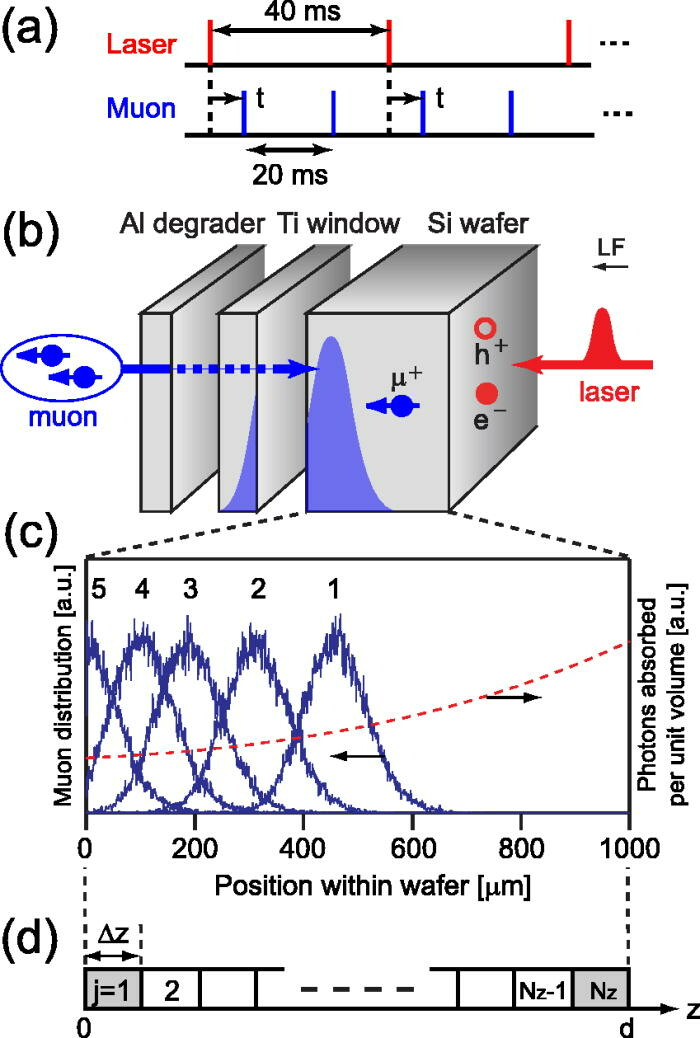 (a)
40 ms
Laser
...
t
t
Muon
...
20 ms
(b)
Al degrader
Ti window
Si wafer
LF
h+
μ+
e−
muon
laser
(c)
5 4 3 2 1
Muon distribution [a.u.]
Photons absorbed
per unit volume [a.u.]
0 200 400 600 800 1000
Position within wafer [μm]
(d)
Δz
j=1 2 Nz-1 Nz
z
0 d